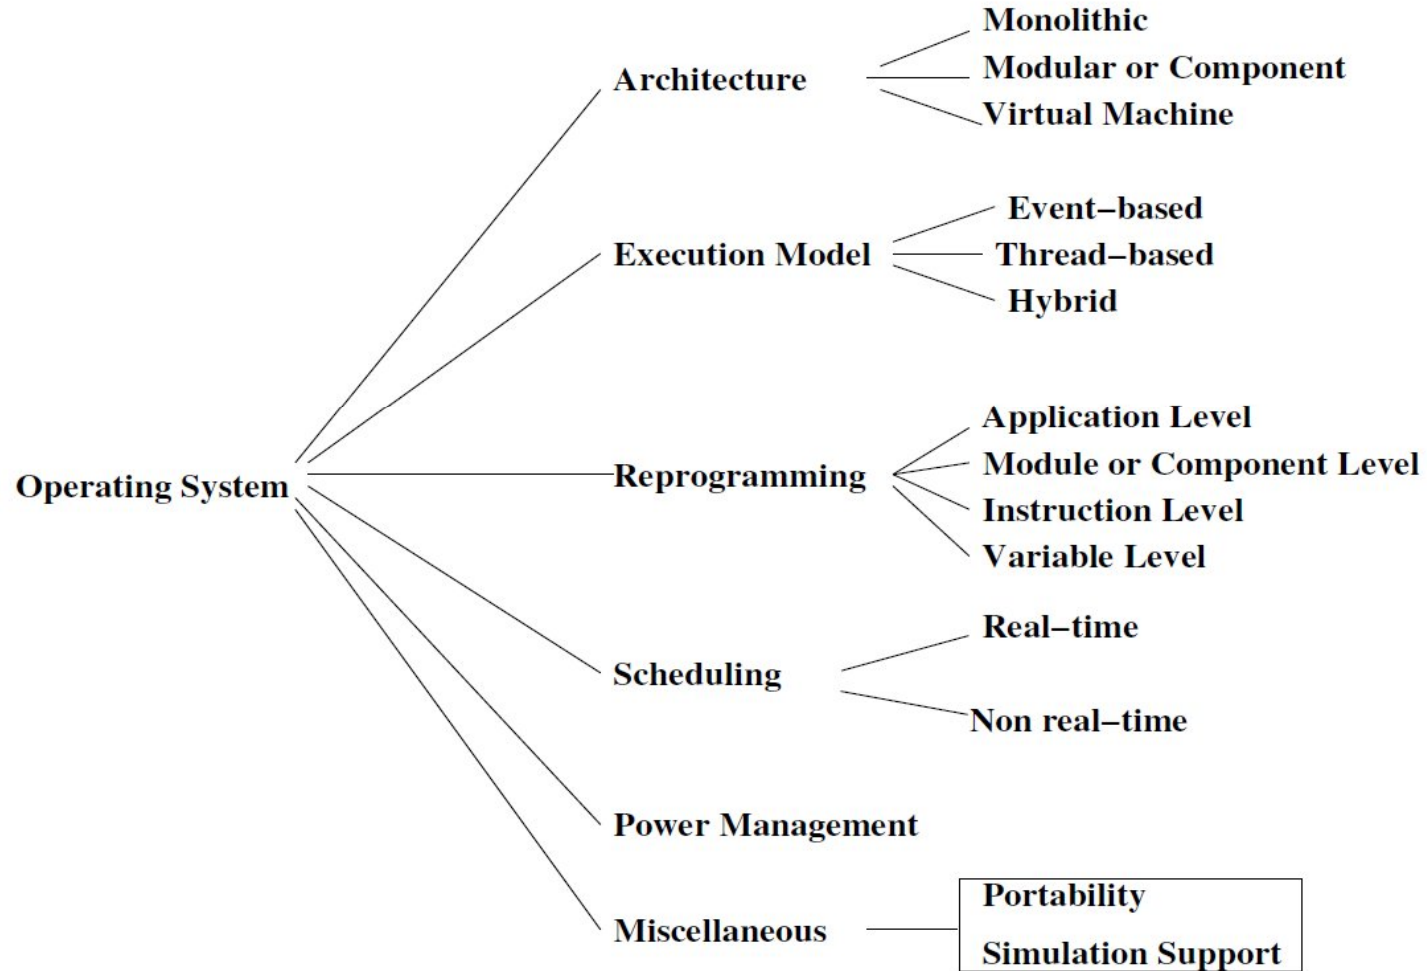 Operating System
Architecture
Monolithic
Modular or Component
Virtual Machine
Execution Model
Event–based
Thread–based
Hybrid
Reprogramming
Application Level
Module or Component Level
Instruction Level
Variable Level
Scheduling
Real–time
Non real–time
Power Management
Miscellaneous
Portability
Simulation Support